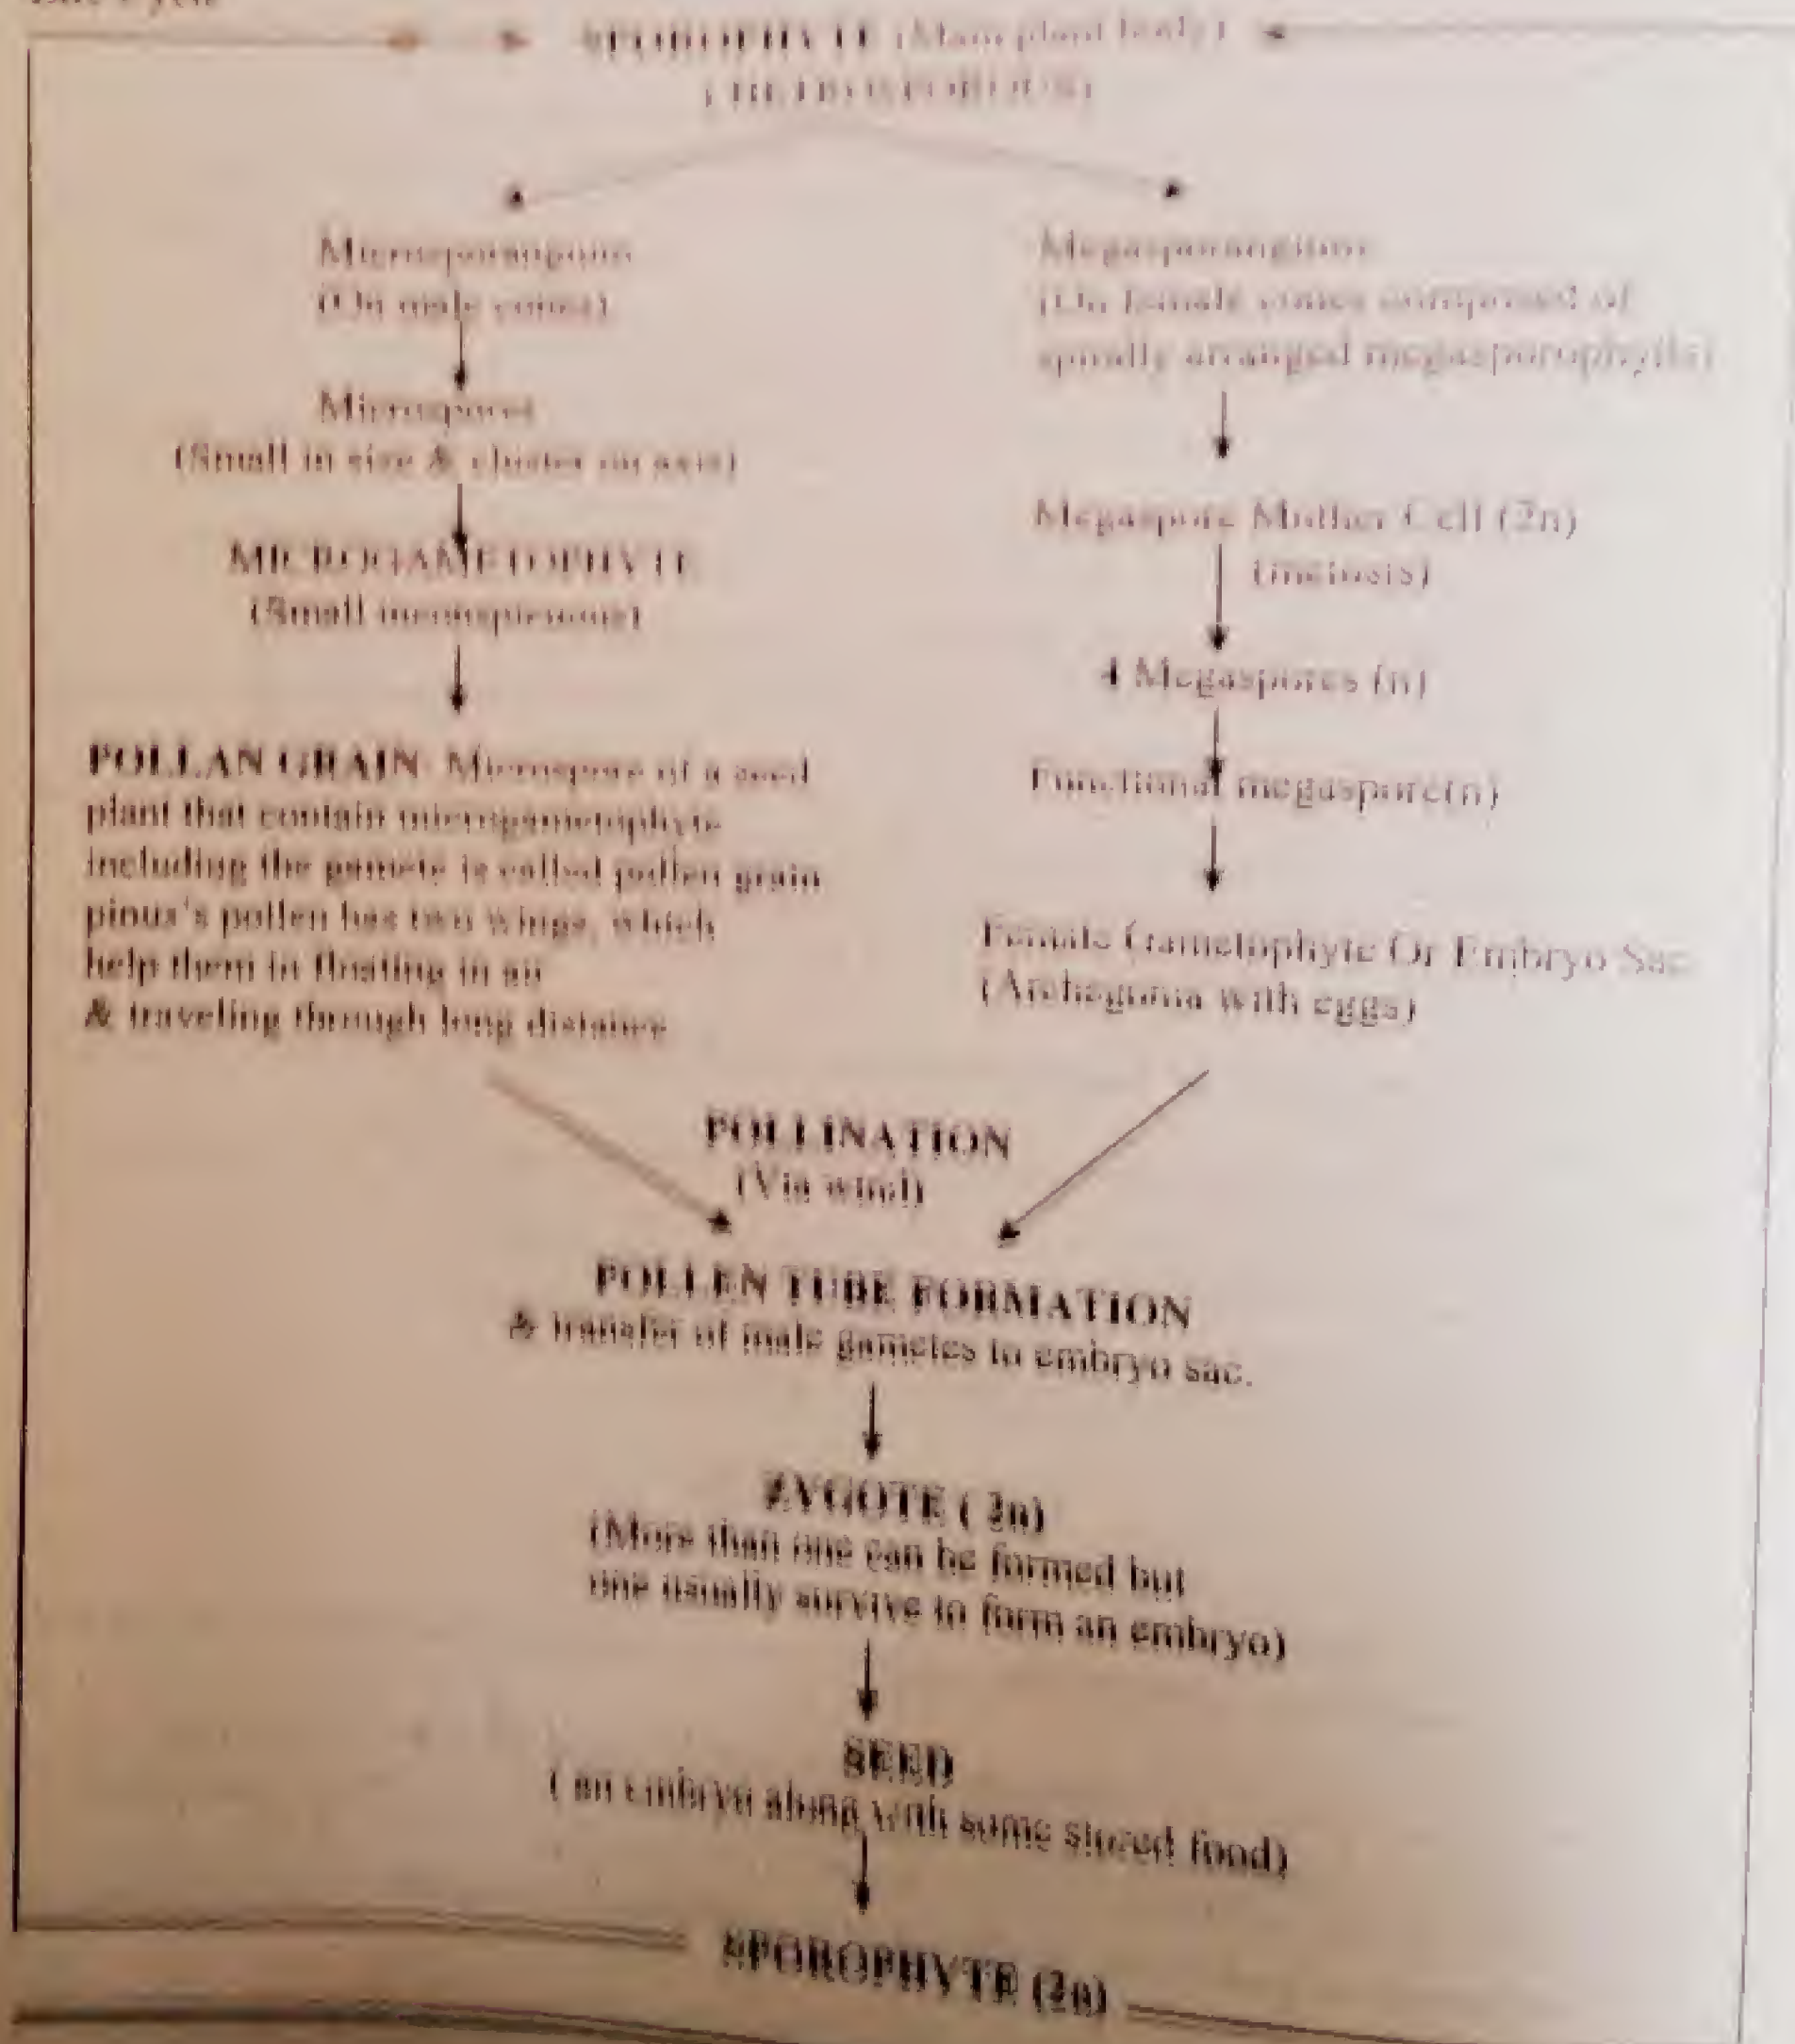 Life Cycle
SPOROPHYTE (Main plant body)
(HETEROSPOROUS)
Microsporangium
(On male cones)
Microspores
(Small in size & cluster on axis)
MICROGAMETOPHYTE
(Small inconspicuous)
POLLAN GRAIN: Microspore of a seed
plant that contain microgametophyte
including the gamete is called pollen grain
pinus's pollen has two wings, which
help them in floating in air
& traveling through long distance
Megasporangium
(On female cones composed of
spirally arranged megasporophylls)
Megaspore Mother Cell (2n)
(meiosis)
4 Megaspores (n)
Functional megaspore(n)
Female Gametophyte Or Embryo Sac
(Archegonia with eggs)
POLLINATION
(Via wind)
POLLEN TUBE FORMATION
& transfer of male gametes to embryo sac.
ZYGOTE ( 2n)
(More than one can be formed but
one usually survive to form an embryo)
SEED
( an embryo along with some stored food)
SPOROPHYTE (2n)